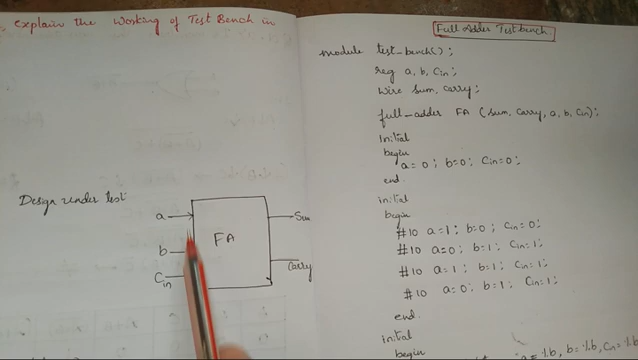 Explain the Working of Test Bench in
Design under test
a
b
Cin
FA
Sum
Carry
Full Adder Testbench
module test_bench();
reg a, b, Cin;
wire sum, carry;
full_adder FA (sum, carry, a, b, Cin);
initial
begin
a=0; b=0; Cin=0;
end
initial
begin
#10 a=1; b=0; Cin=0;
#10 a=0; b=1; Cin=1;
#10 a=1; b=1; Cin=1;
#10 a=0; b=1; Cin=1;
end
initial
begin
a=%b, b=%b, Cin=%b